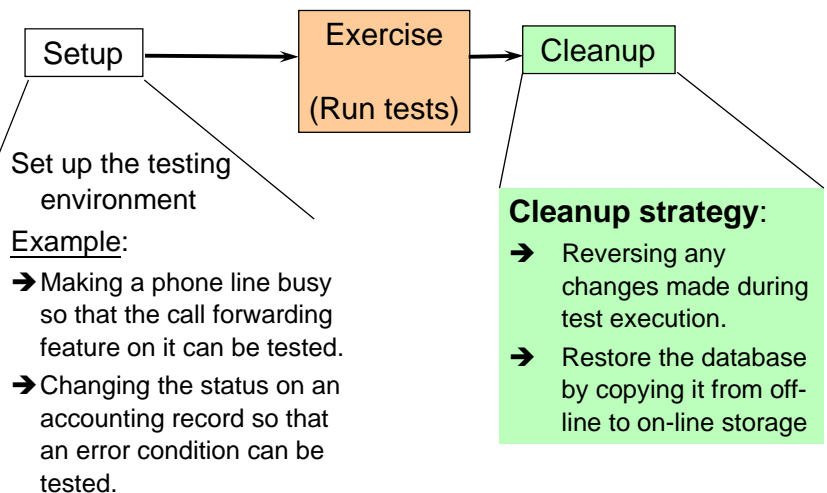 Setup
Exercise
(Run tests)
Cleanup
Set up the testing
environment
Example:
➔ Making a phone line busy
so that the call forwarding
feature on it can be tested.
➔ Changing the status on an
accounting record so that
an error condition can be
tested.
Cleanup strategy:
➔ Reversing any
changes made during
test execution.
➔ Restore the database
by copying it from off-
line to on-line storage